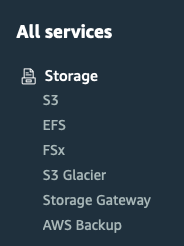 All services
Storage
S3
EFS
FSx
S3 Glacier
Storage Gateway
AWS Backup